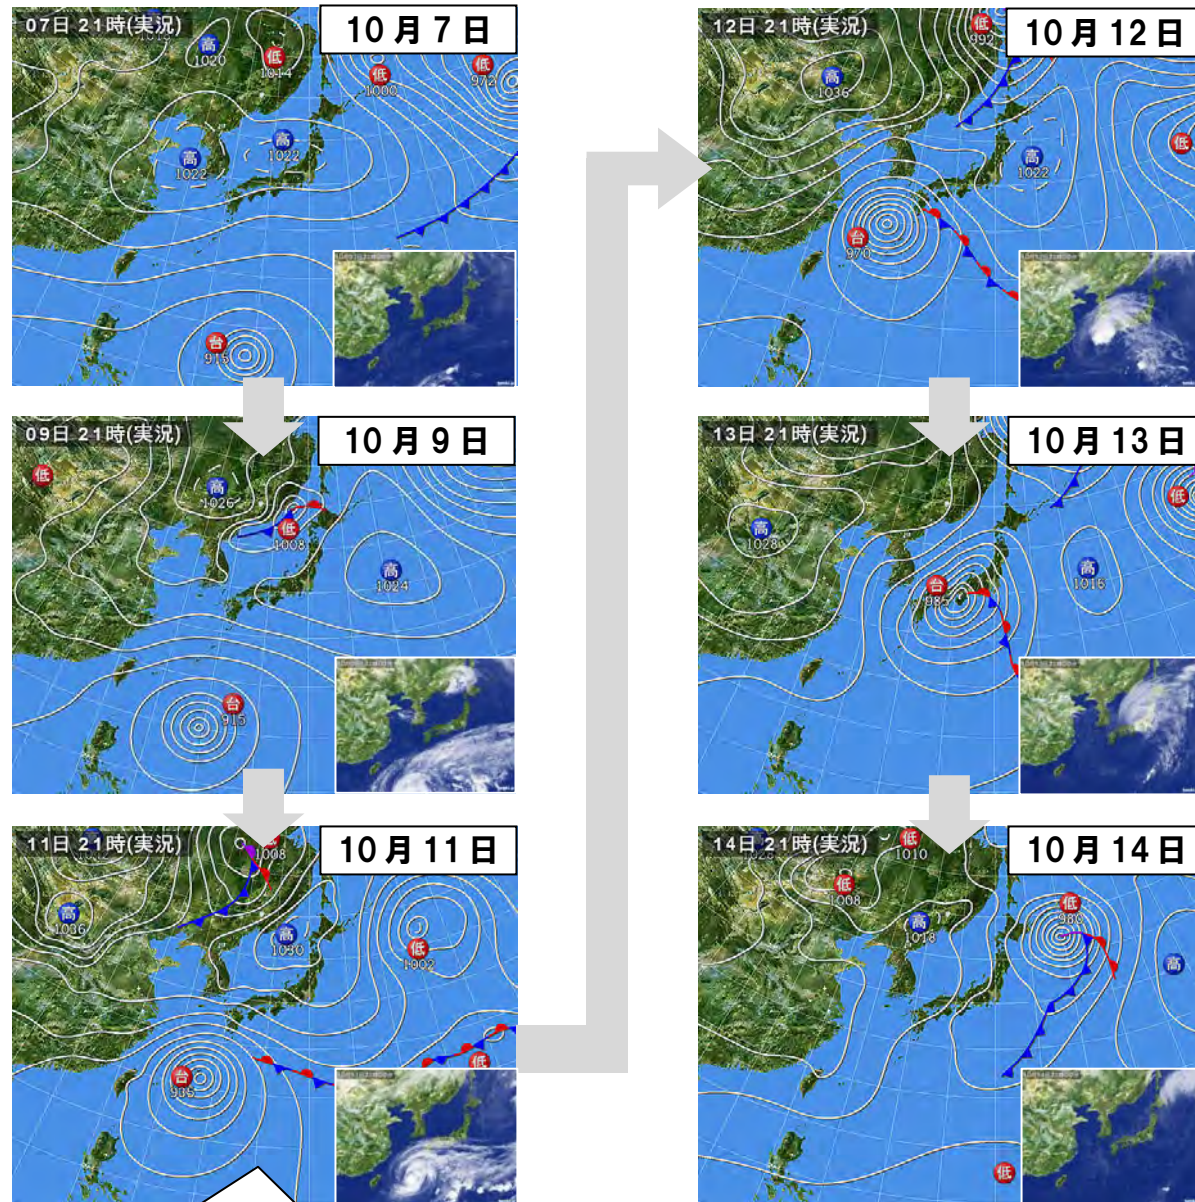 07日 21時(実況)
10月7日
高
1020
低
1014
低
1000
低
972
高
1022
高
1022
台
915
09日 21時(実況)
10月9日
低
高
1026
低
1008
高
1024
台
915
11日 21時(実況)
10月11日
低
1008
高
1036
高
1030
低
1002
台
935
低
12日 21時(実況)
10月12日
低
992
高
1036
高
1022
低
台
970
13日 21時(実況)
10月13日
高
1028
低
高
1016
台
985
14日 21時(実況)
10月14日
低
1010
低
1008
高
1018
低
980
高
低